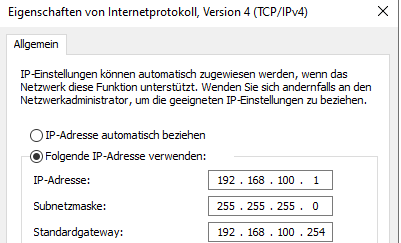 Eigenschaften von Internetprotokoll, Version 4 (TCP/IPv4)
Allgemein
IP-Einstellungen können automatisch zugewiesen werden, wenn das
Netzwerk diese Funktion unterstützt. Wenden Sie sich andernfalls an den
Netzwerkadministrator, um die geeigneten IP-Einstellungen zu beziehen.
IP-Adresse automatisch beziehen
Folgende IP-Adresse verwenden:
IP-Adresse: 192 . 168 . 100 . 1
Subnetzmaske: 255 . 255 . 255 . 0
Standardgateway: 192 . 168 . 100 . 254